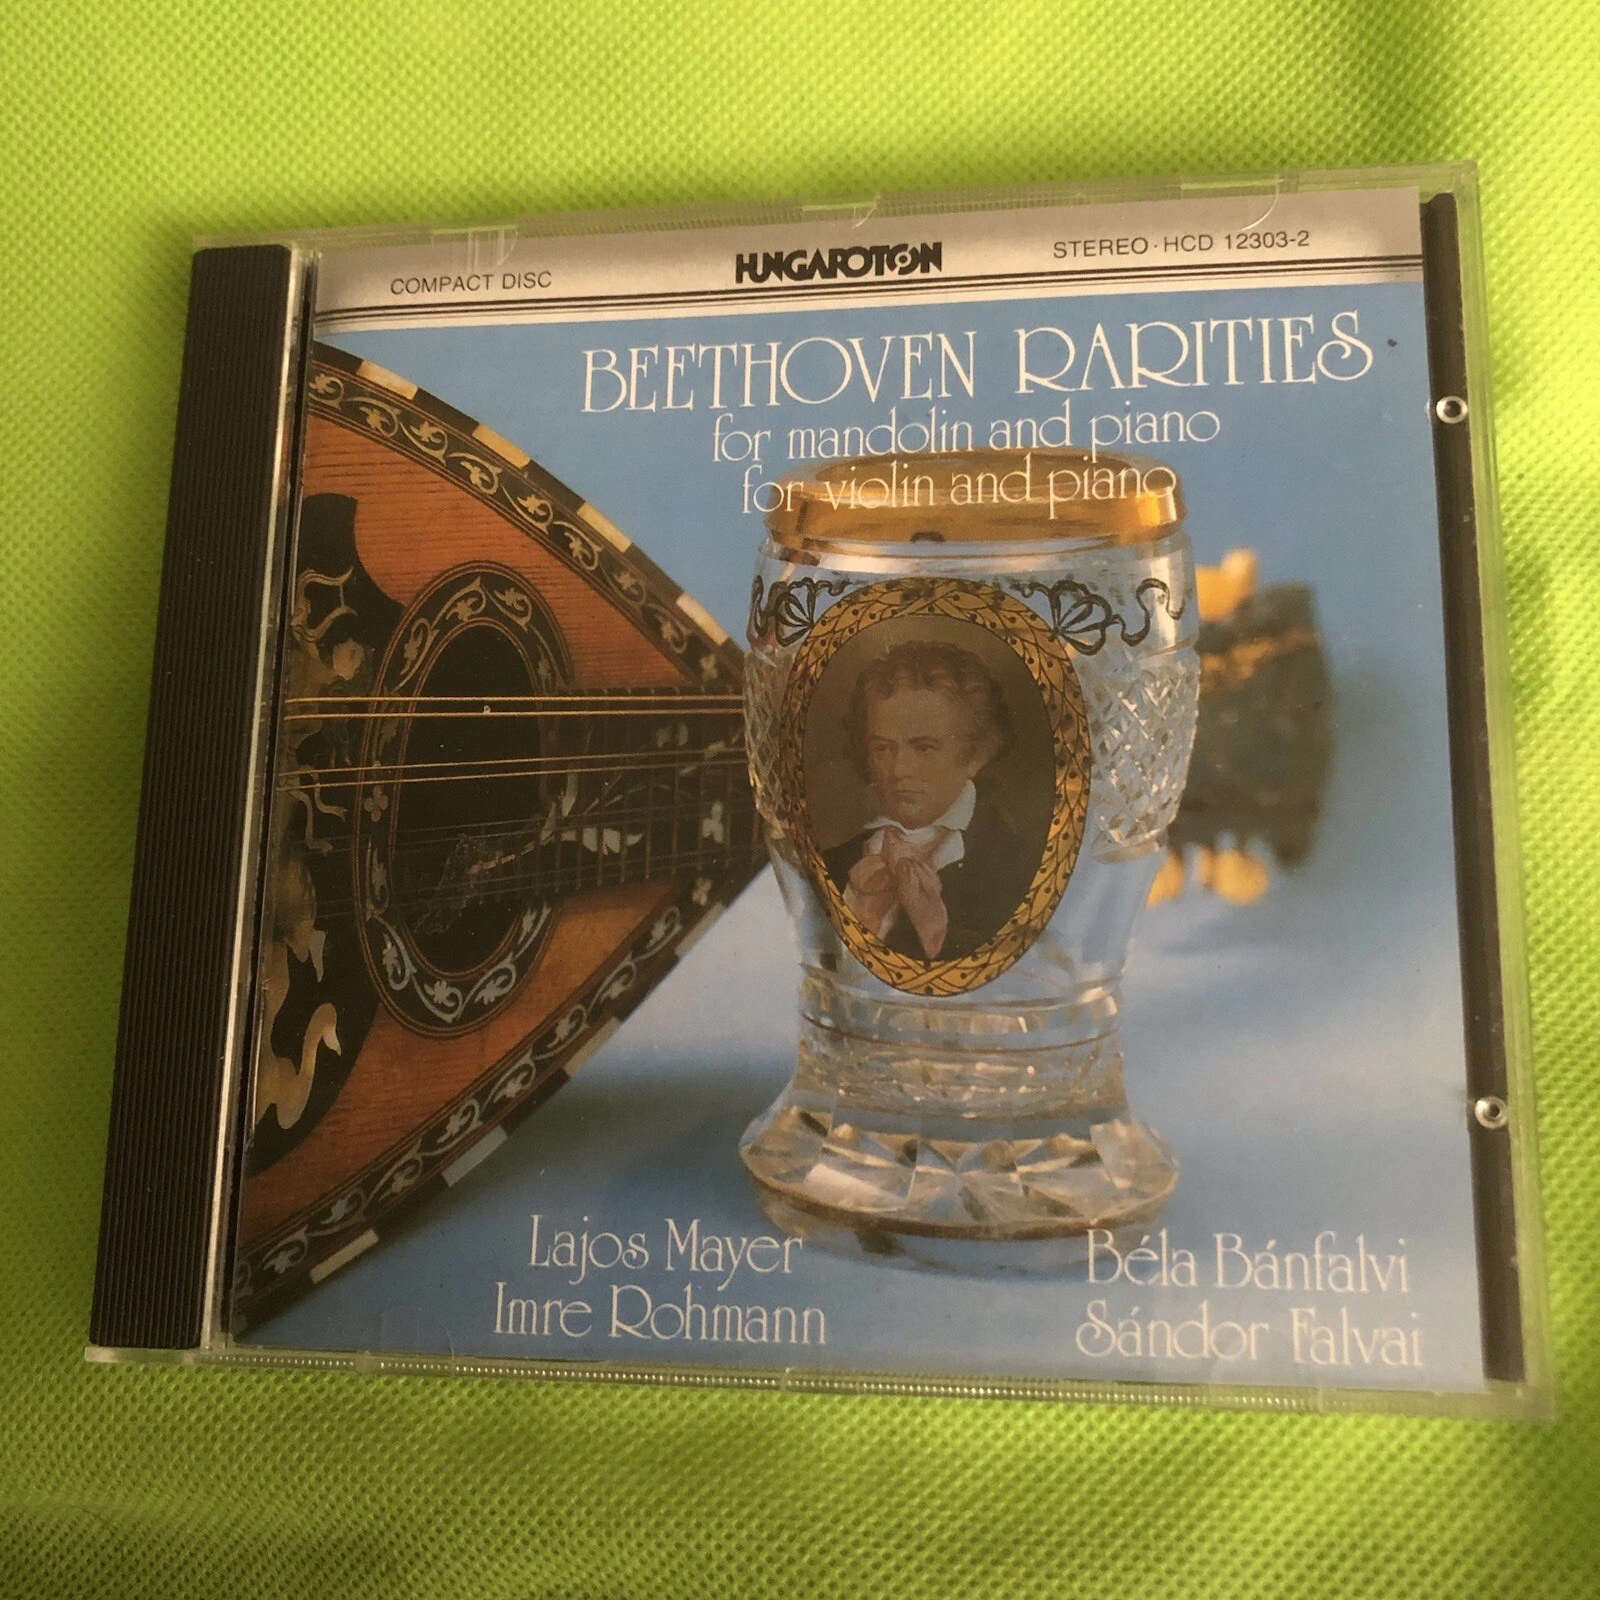 COMPACT DISC
HUNGAROTON
STEREO · HCD 12303-2
BEETHOVEN RARITIES
for mandolin and piano
for violin and piano
Lajos Mayer
Imre Rohmann
Béla Bánfalvi
Sándor Falvai